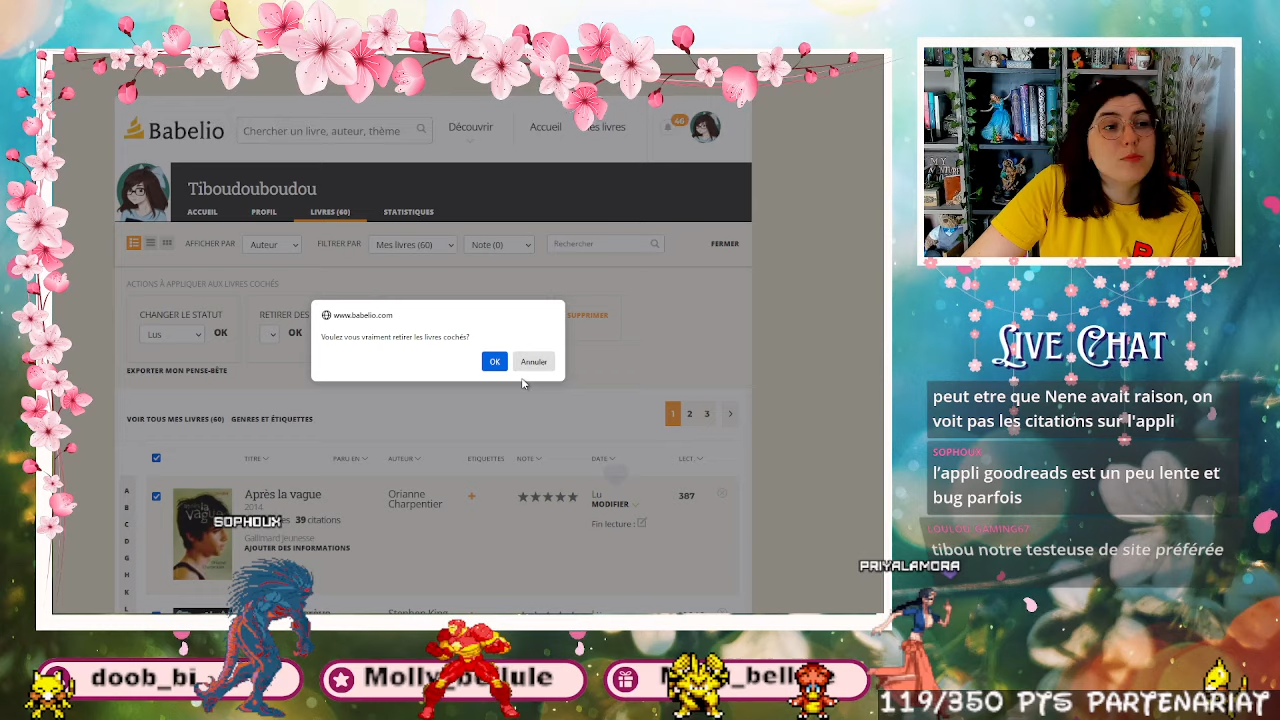 Babelio
Chercher un livre, auteur, thème
Découvrir
Accueil
es livres
46
Tiboudouboudou
ACCUEIL
PROFIL
LIVRES (60)
STATISTIQUES
AFFICHER PAR
Auteur
FILTRER PAR
Mes livres (60)
Note (0)
Rechercher
FERMER
ACTIONS À APPLIQUER AUX LIVRES COCHÉS
CHANGER LE STATUT
Lus
OK
RETIRER DES
OK
SUPPRIMER
www.babelio.com
Voulez vous vraiment retirer les livres cochés?
OK
Annuler
EXPORTER MON PENSE-BÊTE
VOIR TOUS MES LIVRES (60)
GENRES ET ÉTIQUETTES
1 2 3
TITRE
PARU EN
AUTEUR
ETIQUETTES
NOTE
DATE
LECT.
A
B
C
D
G
H
K
L
Après la vague
2014
39 citations
Gallimard Jeunesse
AJOUTER DES INFORMATIONS
Orianne
Charpentier
Lu
MODIFIER
Fin lecture :
387
Stephen King
SOPHOUX
MY
ADVENTURE
R
LIVE CHAT
peut etre que Nene avait raison, on
voit pas les citations sur l'appli
SOPHOUX
l'appli goodreads est un peu lente et
bug parfois
LOULOU_GAMING67
tibou notre testeuse de site préférée
PRIYALAMORA
doob_bi
Molly_bellule
119/350 PTS PARTENARIAT